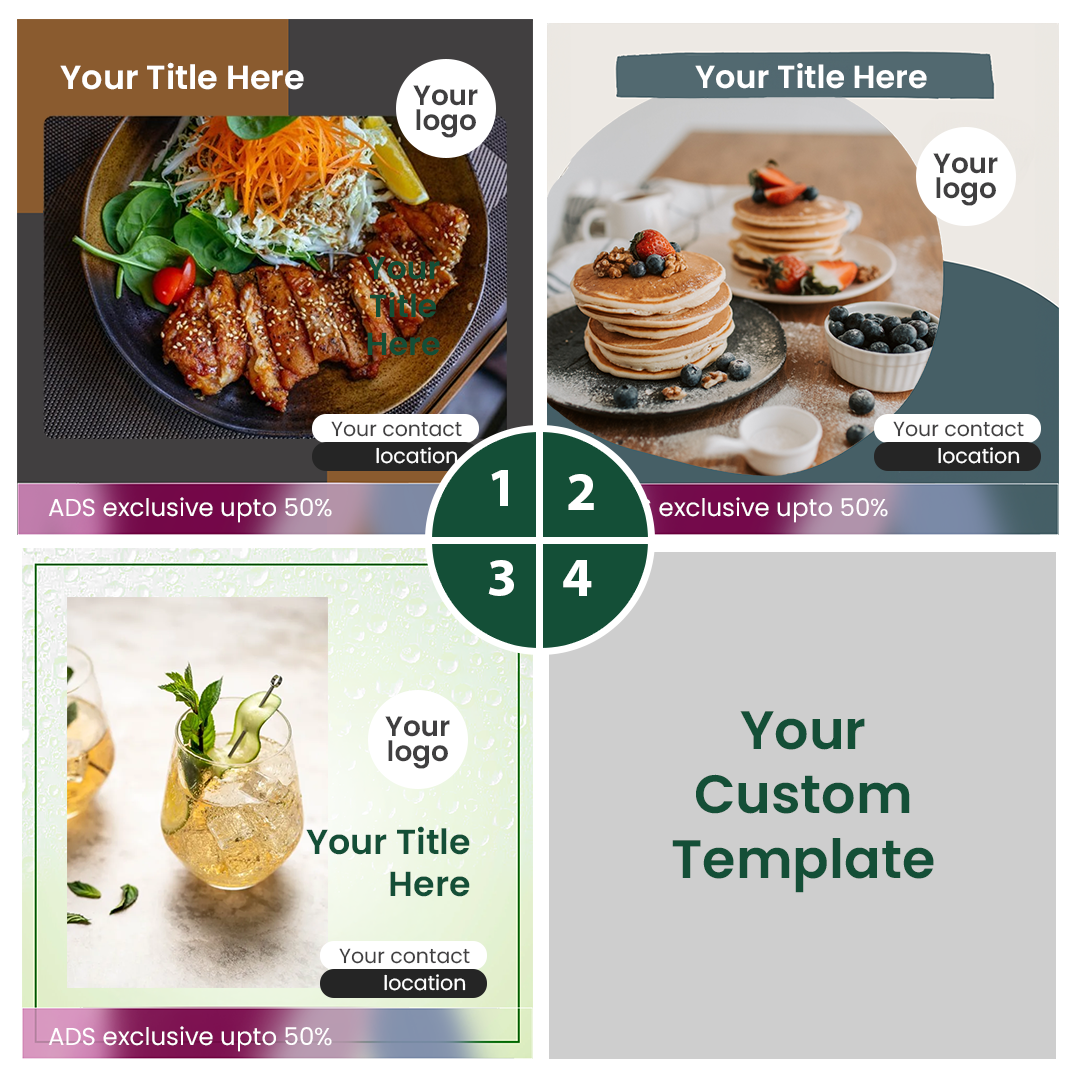 Your Title Here
Your
logo
Your
Title
Here
Your contact
location
ADS exclusive upto 50%
Your Title Here
Your
logo
Your contact
location
exclusive upto 50%
1
2
3
4
Your
logo
Your Title
Here
Your contact
location
ADS exclusive upto 50%
Your
Custom
Template